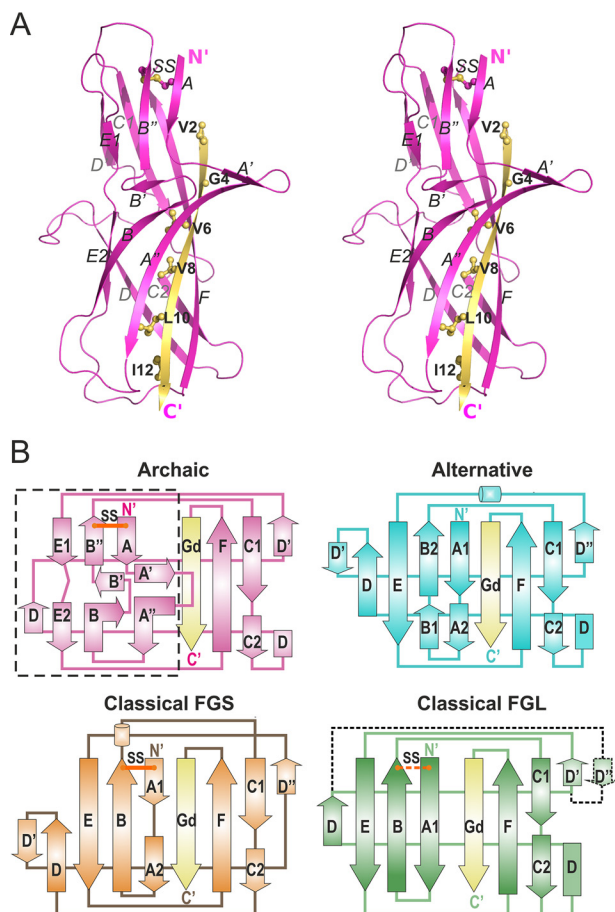 A
N' N'
SS SS
A A
C1 B'' V2 C1 B'' V2
E1 E1
D A' D A'
G4 G4
B' B'
B V6 B V6
E2 A'' E2 A''
V8 V8
D C2 F D C2 F
L10 L10
I12 I12
C' C'
B
Archaic Alternative
SS N' N'
E1 B'' A Gd F C1 D' D' B2 A1 C1 D''
B' A' D E Gd F
D E2 B A'' C2 D B1 A2 C2 D
C' C'
Classical FGS Classical FGL
SS N' SS N'
A1 C1 D'' C1 D' D''
E B Gd F E B A1 Gd F
D' D A2 C2 D C2 D
C' C'